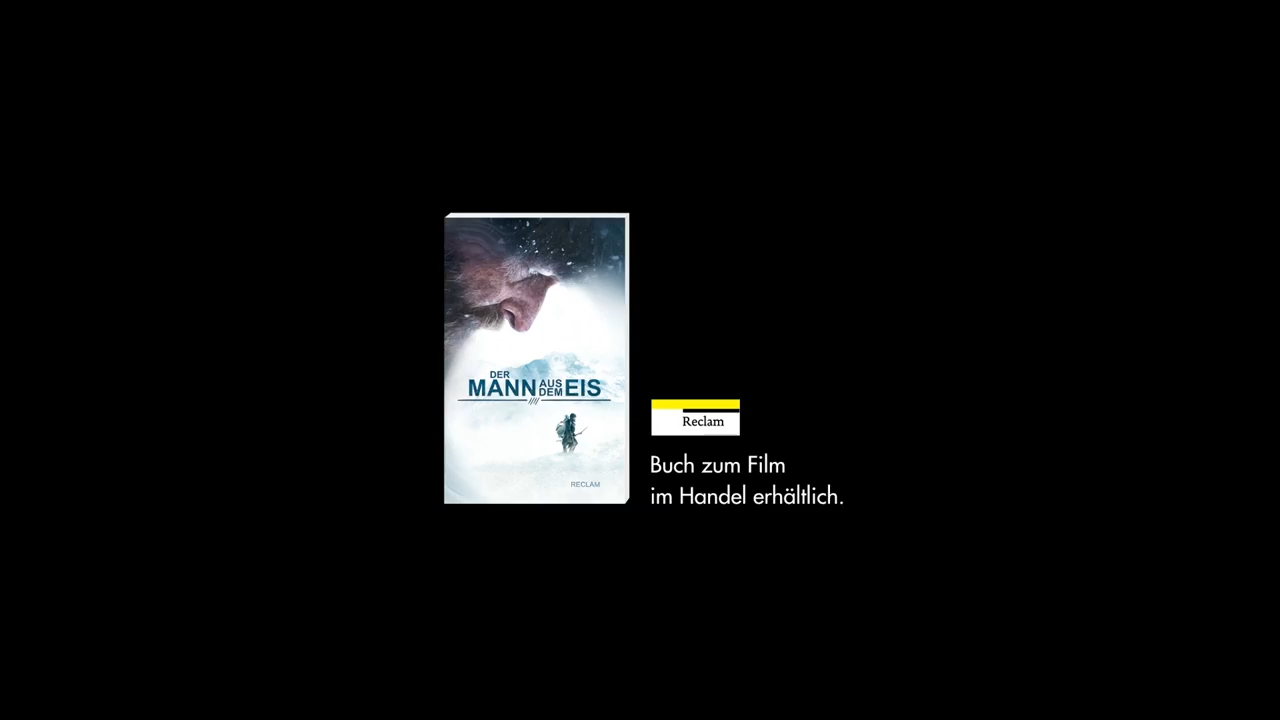 DER
MANN AUS DEM EIS
RECLAM
Reclam
Buch zum Film
im Handel erhältlich.